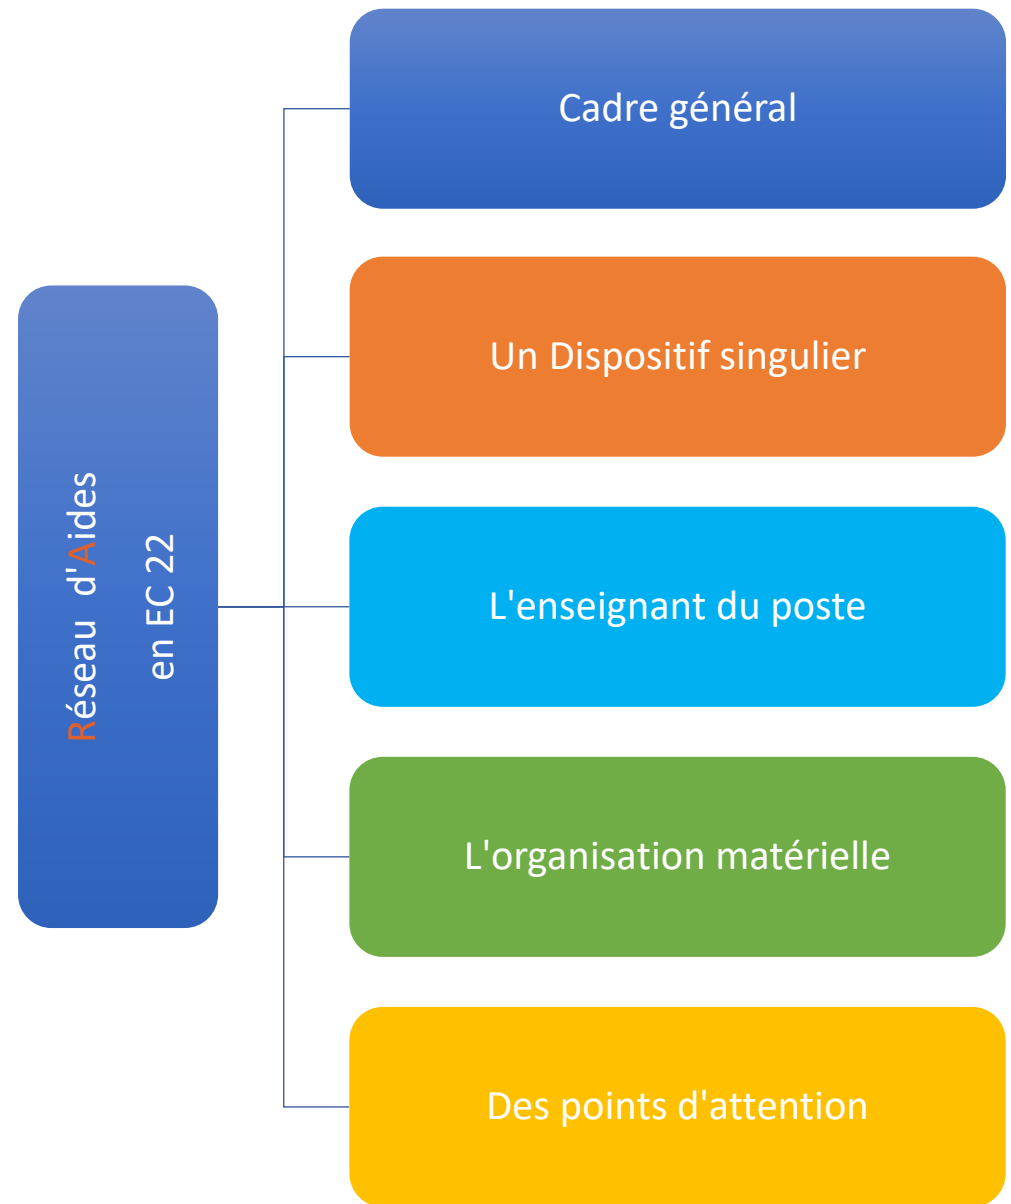 Réseau d'Aides
en EC 22
Cadre général
Un Dispositif singulier
L'enseignant du poste
L'organisation matérielle
Des points d'attention